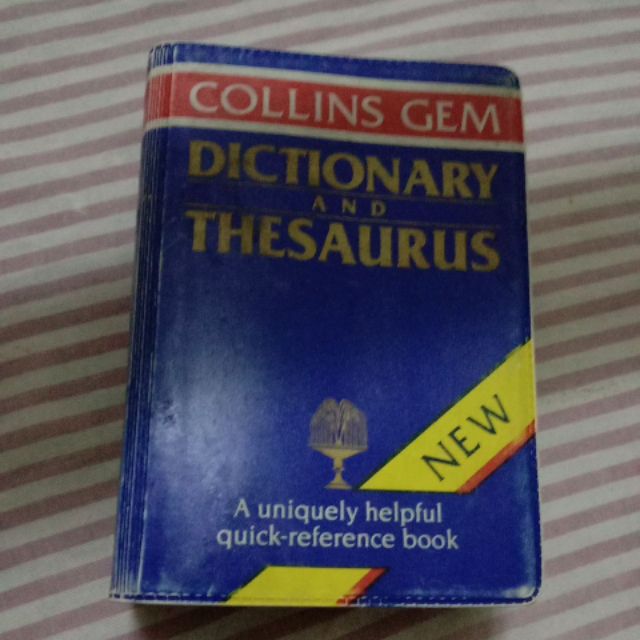 COLLINS GEM
DICTIONARY
AND
THESAURUS
NEW
A uniquely helpful
quick-reference book